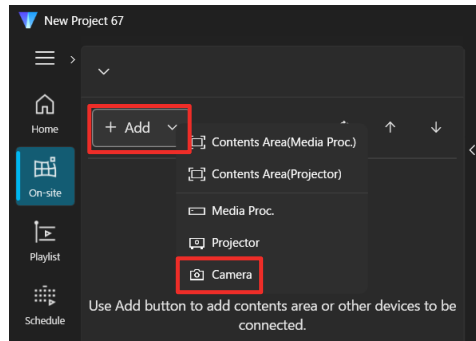 New Project 67
Home
+ Add
Contents Area(Media Proc.)
On-site
Contents Area(Projector)
Media Proc.
Playlist
Projector
Camera
Schedule
Use Add button to add contents area or other devices to be
connected.